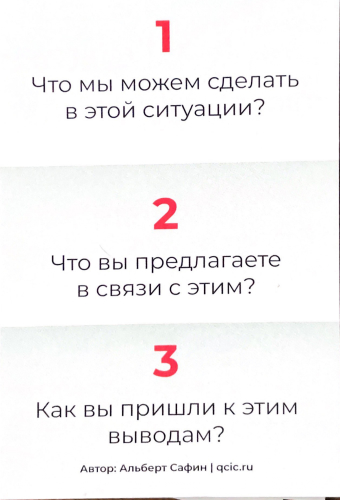 1
Что мы можем сделать
в этой ситуации?
2
Что вы предлагаете
в связи с этим?
3
Как вы пришли к этим
выводам?
Автор: Альберт Сафин | qcic.ru